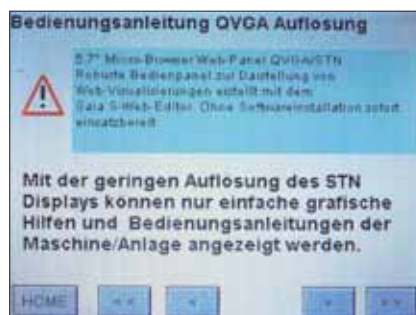 Bedienungsanleitung QVGA Auflosung
5.7" Micro-Browser Web-Panel QVGA/STN
Robuste Bedienpanel zur Darstellung von
Web-Visualisierungen erstellt mit dem
Saia S-Web-Editor. Ohne Softwareinstallation sofort
einsatzbereit
Mit der geringen Auflosung des STN
Displays können nur einfache grafische
Hilfen und Bedienungsanleitungen der
Maschine/Anlage angezeigt werden.
HOME << < > >>